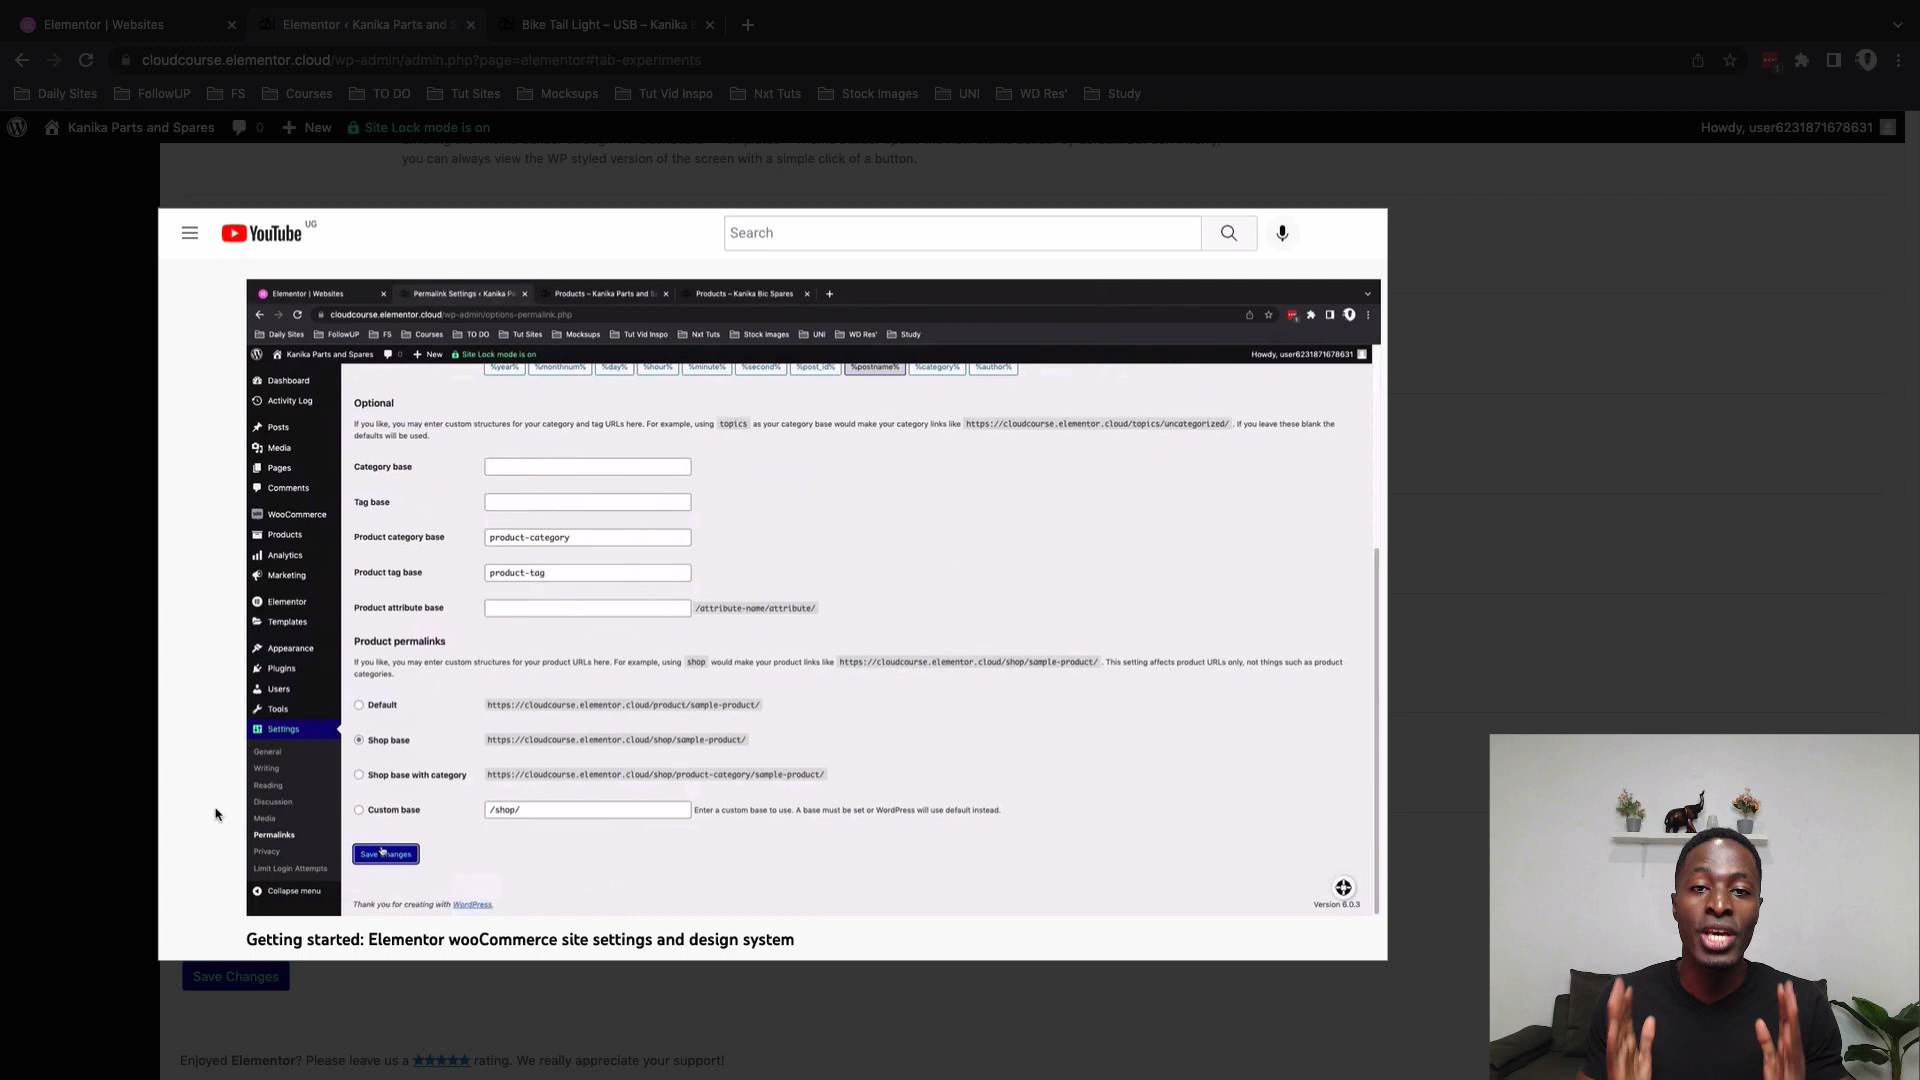 Elementor | Websites
Elementor ‹ Kanika Parts and S
Bike Tail Light – USB – Kanika B
cloudcourse.elementor.cloud/wp-admin/admin.php?page=elementor#tab-experiments
Daily Sites FollowUP FS Courses TO DO Tut Sites Mocksups Tut Vid Inspo Nxt Tuts Stock Images UNI WD Res' Study
Kanika Parts and Spares 0 New Site Lock mode is on Howdy, user6231871678631
you can always view the WP styled version of the screen with a simple click of a button.
YouTube UG
Search
Elementor | Websites
Permalink Settings ‹ Kanika Pa
Products – Kanika Parts and S
Products – Kanika Bic Spares
cloudcourse.elementor.cloud/wp-admin/options-permalink.php
Daily Sites FollowUP FS Courses TO DO Tut Sites Mocksups Tut Vid Inspo Nxt Tuts Stock Images UNI WD Res' Study
Kanika Parts and Spares 0 New Site Lock mode is on Howdy, user6231871678631
Dashboard
Activity Log
Posts
Media
Pages
Comments
WooCommerce
Products
Analytics
Marketing
Elementor
Templates
Appearance
Plugins
Users
Tools
Settings
General
Writing
Reading
Discussion
Media
Permalinks
Privacy
Limit Login Attempts
Collapse menu
%year% %monthnum% %day% %hour% %minute% %second% %post_id% %postname% %category% %author%
Optional
If you like, you may enter custom structures for your category and tag URLs here. For example, using topics as your category base would make your category links like https://cloudcourse.elementor.cloud/topics/uncategorized/ . If you leave these blank the
defaults will be used.
Category base
Tag base
Product category base product-category
Product tag base product-tag
Product attribute base /attribute-name/attribute/
Product permalinks
If you like, you may enter custom structures for your product URLs here. For example, using shop would make your product links like https://cloudcourse.elementor.cloud/shop/sample-product/ . This setting affects product URLs only, not things such as product
categories.
Default https://cloudcourse.elementor.cloud/product/sample-product/
Shop base https://cloudcourse.elementor.cloud/shop/sample-product/
Shop base with category https://cloudcourse.elementor.cloud/shop/product-category/sample-product/
Custom base /shop/ Enter a custom base to use. A base must be set or WordPress will use default instead.
Save Changes
Thank you for creating with WordPress.
Version 6.0.3
Getting started: Elementor wooCommerce site settings and design system
Save Changes
Enjoyed Elementor? Please leave us a ★★★★★ rating. We really appreciate your support!